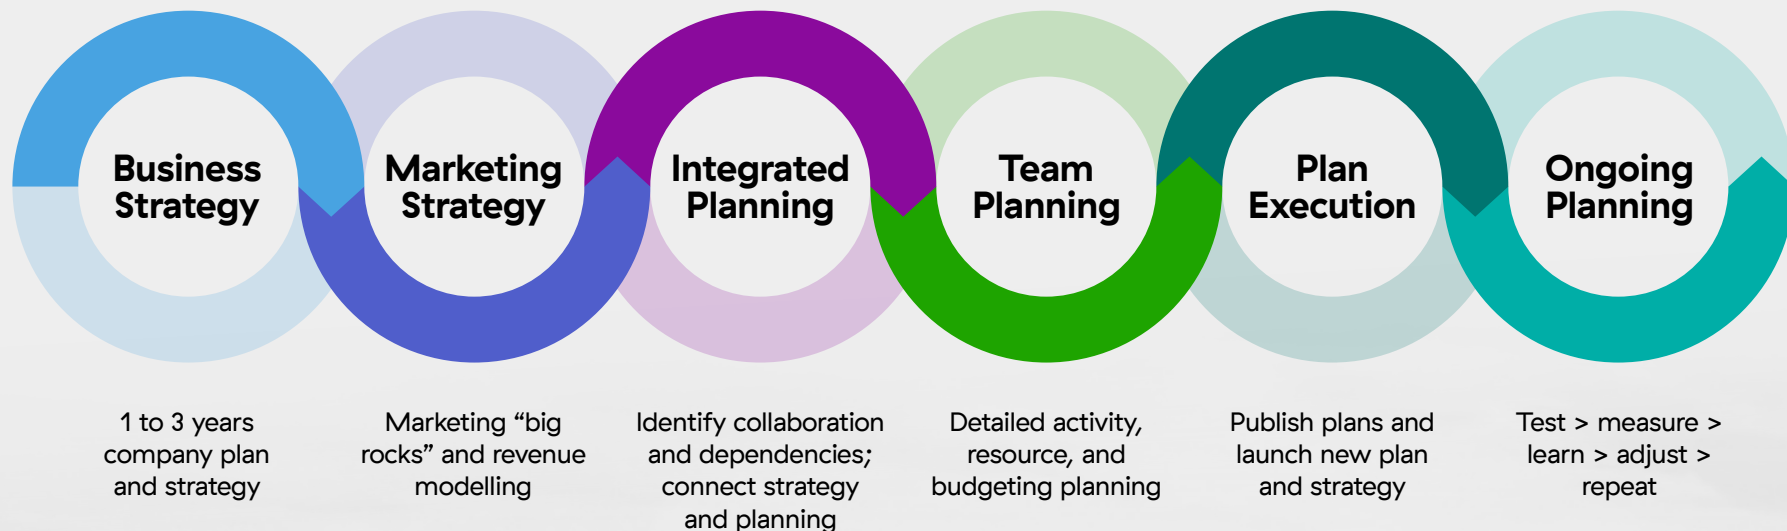 Business
Strategy
Marketing
Strategy
Integrated
Planning
Team
Planning
Plan
Execution
Ongoing
Planning
1 to 3 years
company plan
and strategy
Marketing “big
rocks” and revenue
modelling
Identify collaboration
and dependencies;
connect strategy
and planning
Detailed activity,
resource, and
budgeting planning
Publish plans and
launch new plan
and strategy
Test > measure >
learn > adjust >
repeat